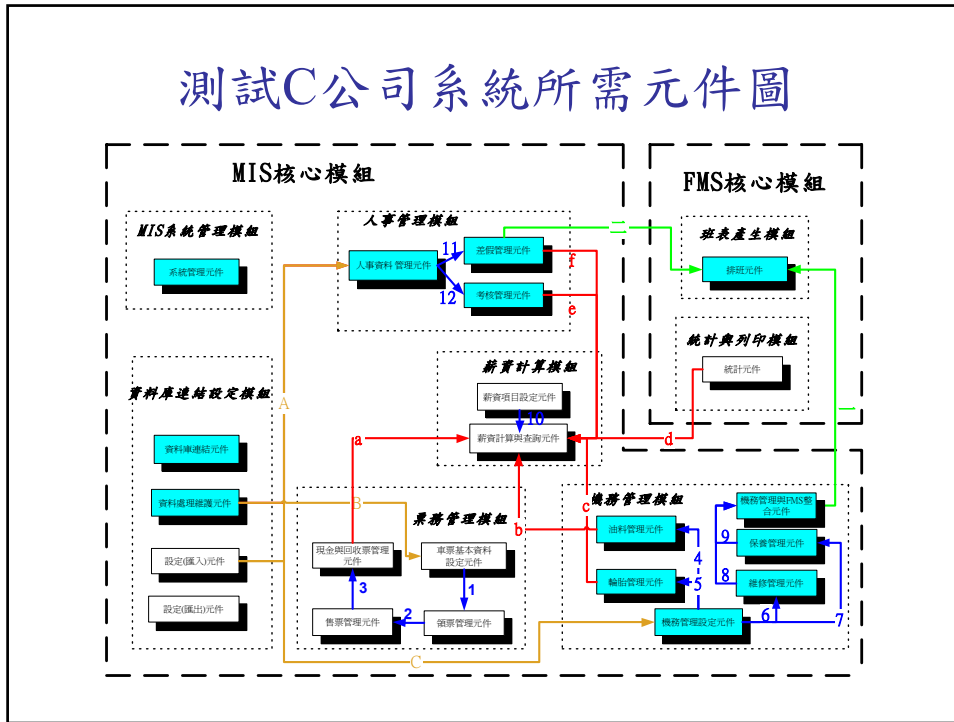 測試C公司系統所需元件圖
MIS核心模組
FMS核心模組
MIS系統管理模組
系統管理元件
人事管理模組
人事資料 管理元件
11
12
差假管理元件
考核管理元件
f
e
二
班表產生模組
排班元件
統計與列印模組
統計元件
一
資料庫連結設定模組
資料庫連結元件
資料處理維護元件
設定(匯入)元件
設定(匯出)元件
A
B
C
薪資計算模組
薪資項目設定元件
10
薪資計算與查詢元件
a
b
c
d
票務管理模組
現金與回收票管理
元件
車票基本資料
設定元件
3
1
售票管理元件
2
領票管理元件
機務管理模組
油料管理元件
輪胎管理元件
4
5
機務管理與FMS整
合元件
9
保養管理元件
8
維修管理元件
機務管理設定元件
6
7